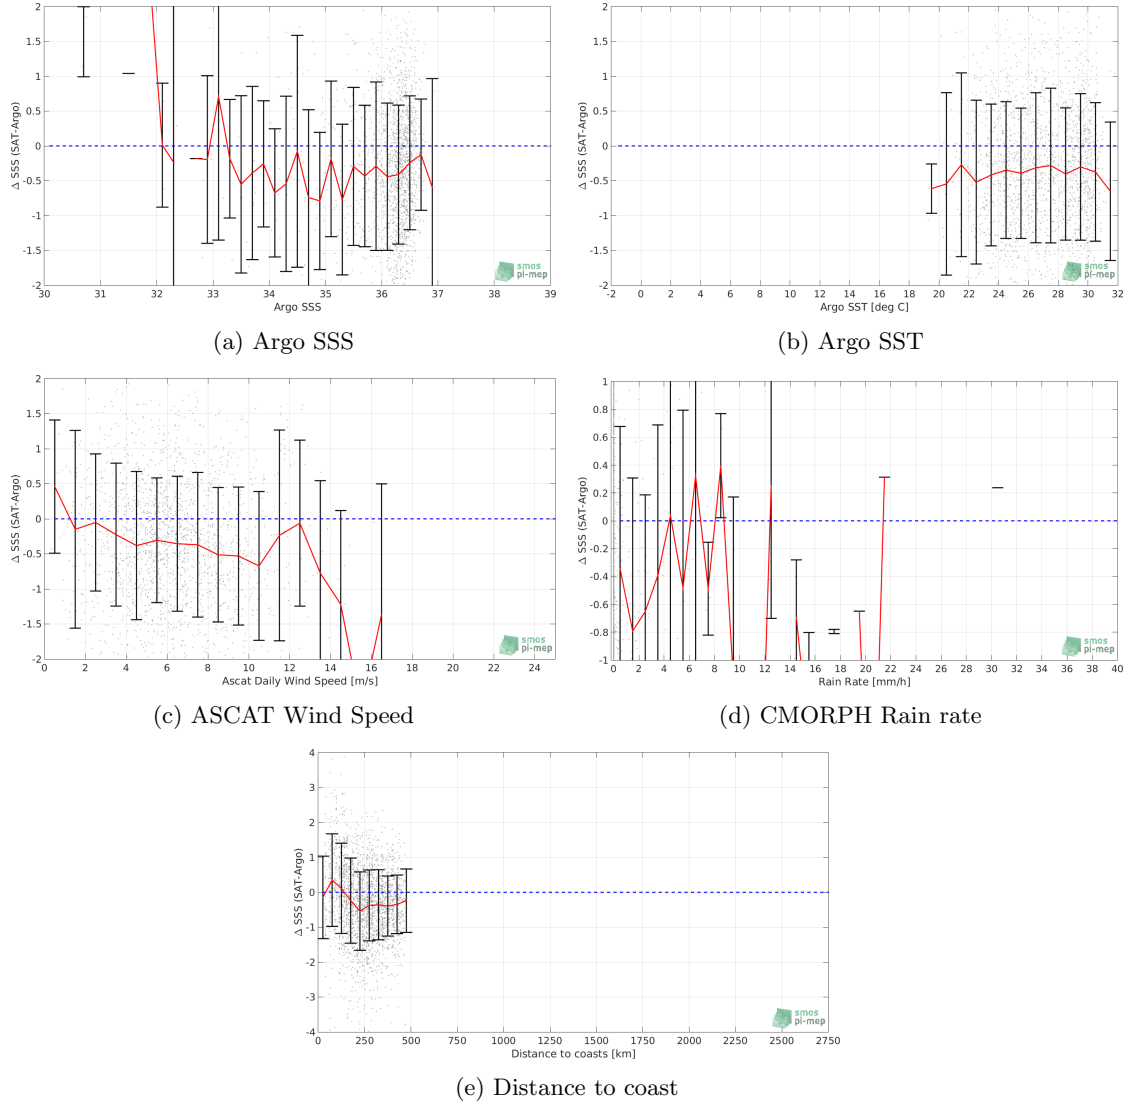 2
1.5
1
0.5
0
-0.5
-1
-1.5
-2
Δ SSS (SAT-Argo)
30 31 32 33 34 35 36 37 38 39
Argo SSS
smos
pi-mep
(a) Argo SSS
2
1.5
1
0.5
0
-0.5
-1
-1.5
-2
Δ SSS (SAT-Argo)
-2 0 2 4 6 8 10 12 14 16 18 20 22 24 26 28 30 32
Argo SST [deg C]
smos
pi-mep
(b) Argo SST
2
1.5
1
0.5
0
-0.5
-1
-1.5
-2
Δ SSS (SAT-Argo)
0 2 4 6 8 10 12 14 16 18 20 22 24
Ascat Daily Wind Speed [m/s]
smos
pi-mep
(c) ASCAT Wind Speed
1
0.8
0.6
0.4
0.2
0
-0.2
-0.4
-0.6
-0.8
-1
Δ SSS (SAT-Argo)
0 2 4 6 8 10 12 14 16 18 20 22 24 26 28 30 32 34 36 38 40
Rain Rate [mm/h]
smos
pi-mep
(d) CMORPH Rain rate
4
3
2
1
0
-1
-2
-3
-4
Δ SSS (SAT-Argo)
0 250 500 750 1000 1250 1500 1750 2000 2250 2500 2750
Distance to coasts [km]
smos
pi-mep
(e) Distance to coast